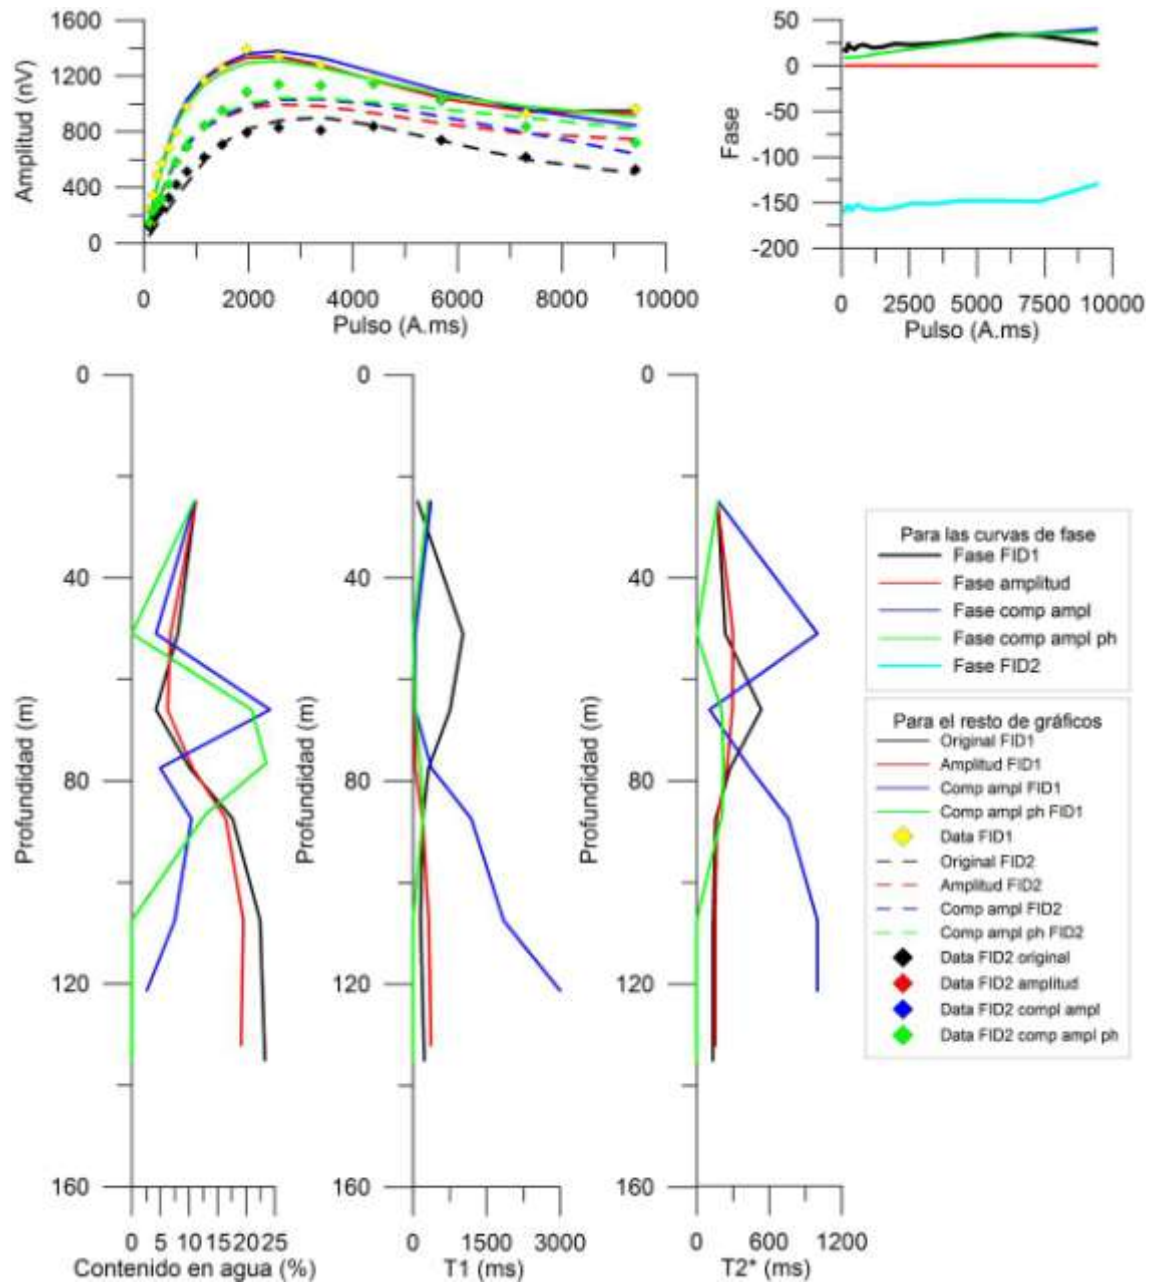 1600
1200
800
400
0
Amplitud (nV)
0 2000 4000 6000 8000 10000
Pulso (A.ms)
50
0
-50
-100
-150
-200
Fase
0 2500 5000 7500 10000
Pulso (A.ms)
0
40
80
120
160
Profundidad (m)
0 5 10 15 20 25
Contenido en agua (%)
0
40
80
120
160
Profundidad (m)
0 1500 3000
T1 (ms)
0
40
80
120
160
Profundidad (m)
0 600 1200
T2* (ms)
Para las curvas de fase
Fase FID1
Fase amplitud
Fase comp ampl
Fase comp ampl ph
Fase FID2
Para el resto de gráficos
Original FID1
Amplitud FID1
Comp ampl FID1
Comp ampl ph FID1
Data FID1
Original FID2
Amplitud FID2
Comp ampl FID2
Comp ampl ph FID2
Data FID2 original
Data FID2 amplitud
Data FID2 compl ampl
Data FID2 comp ampl ph